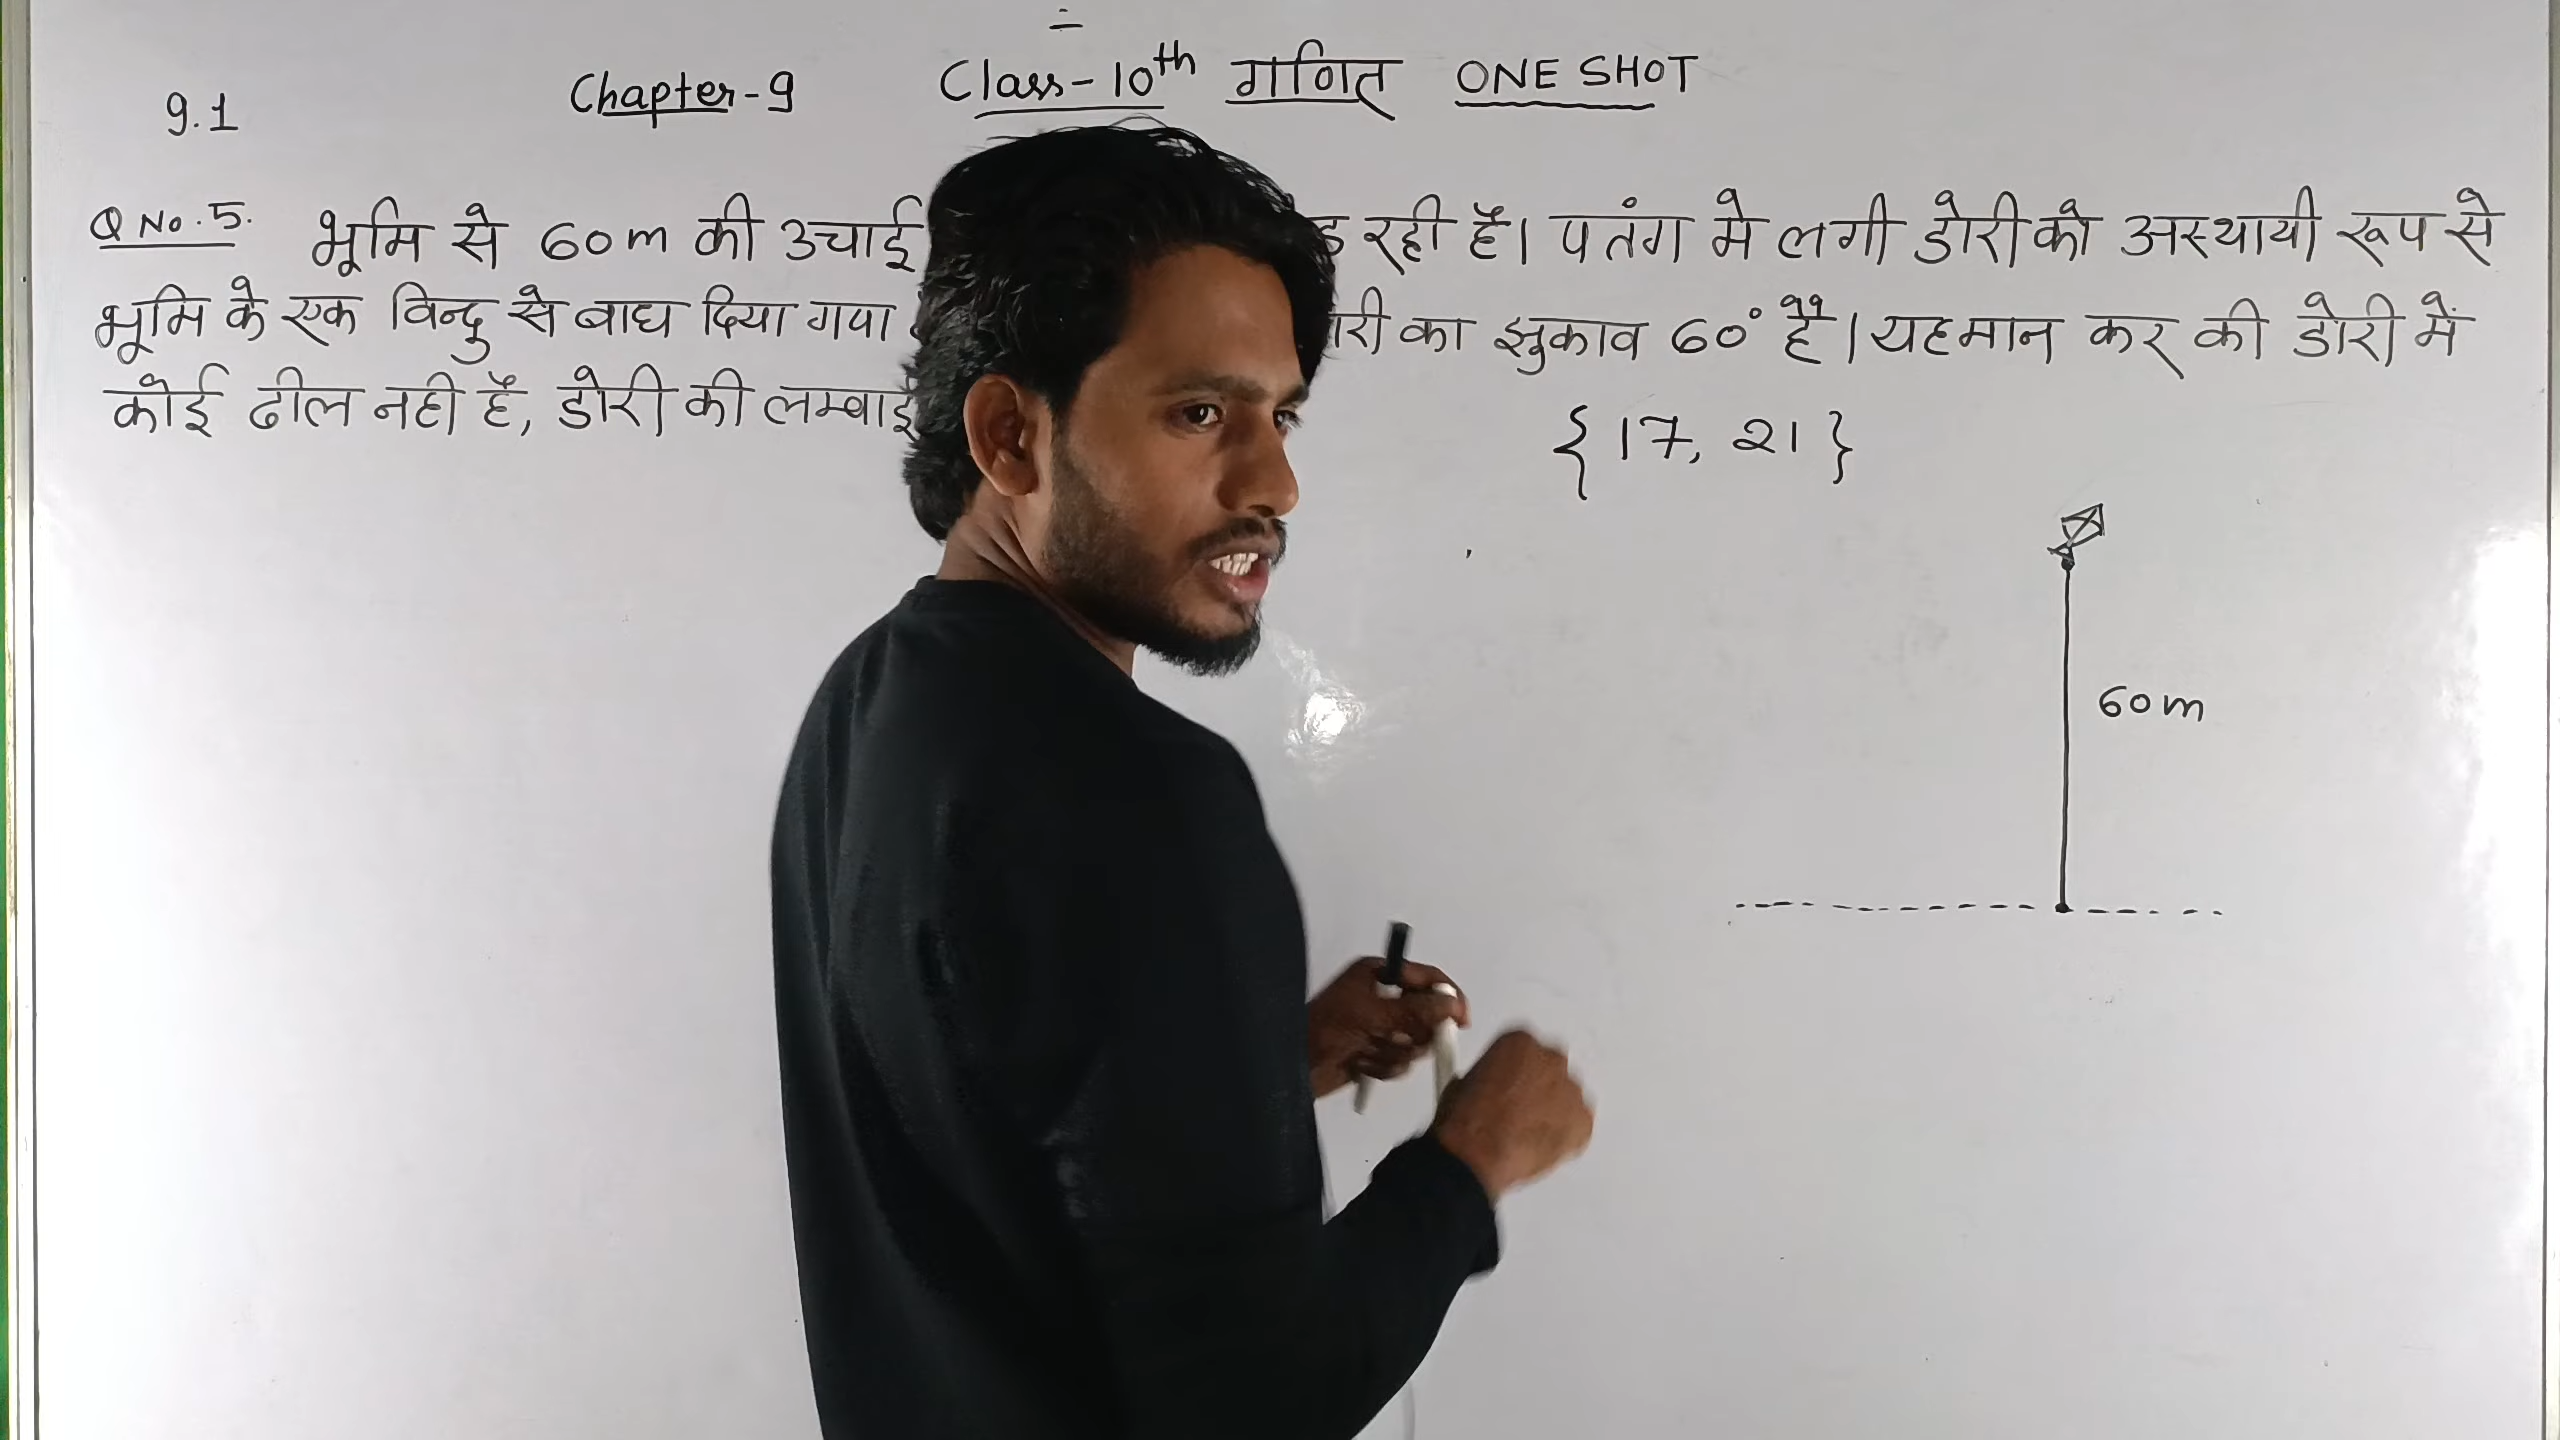 Chapter-9 Class-10th गणित ONE SHOT
9.1
Q No.5. भूमि से 60m की उचाई रही है। पतंग मे लगी डोरी को अस्थायी रूप से
भूमि के एक विन्दु से बाघ दिया गया का झुकाव 60° है। यह मान कर की डोरी में
कोई ढील नही है, डोरी की लम्बाई
{17, 21}
60m